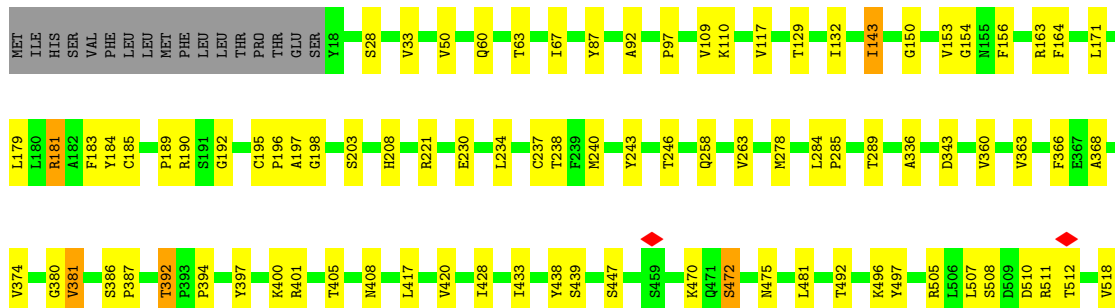 MET ILE HIS SER VAL PHE LEU LEU MET PHE LEU LEU THR PRO THR GLU SER Y18 S28 V33 V50 Q60 T63 I67 Y87 A92 P97 V109 K110 V117 T129 I132 I143 G150 V153 G154 N155 F156 R163 F164 L171
L179 L180 R181 A182 F183 Y184 C185 P189 R190 S191 G192 C195 P196 A197 G198 S203 H208 R221 E230 L234 C237 T238 F239 M240 Y243 T246 Q258 V263 M278 L284 P285 T289 A336 D343 V360 V363 F366 E367 A368
V374 G380 V381 S386 P387 T392 P393 P394 Y397 K400 R401 T405 N408 L417 V420 I428 I433 Y438 S439 S447 S459 K470 Q471 S472 N475 L481 T492 K496 Y497 R505 L506 L507 S508 D509 D510 R511 T512 V518